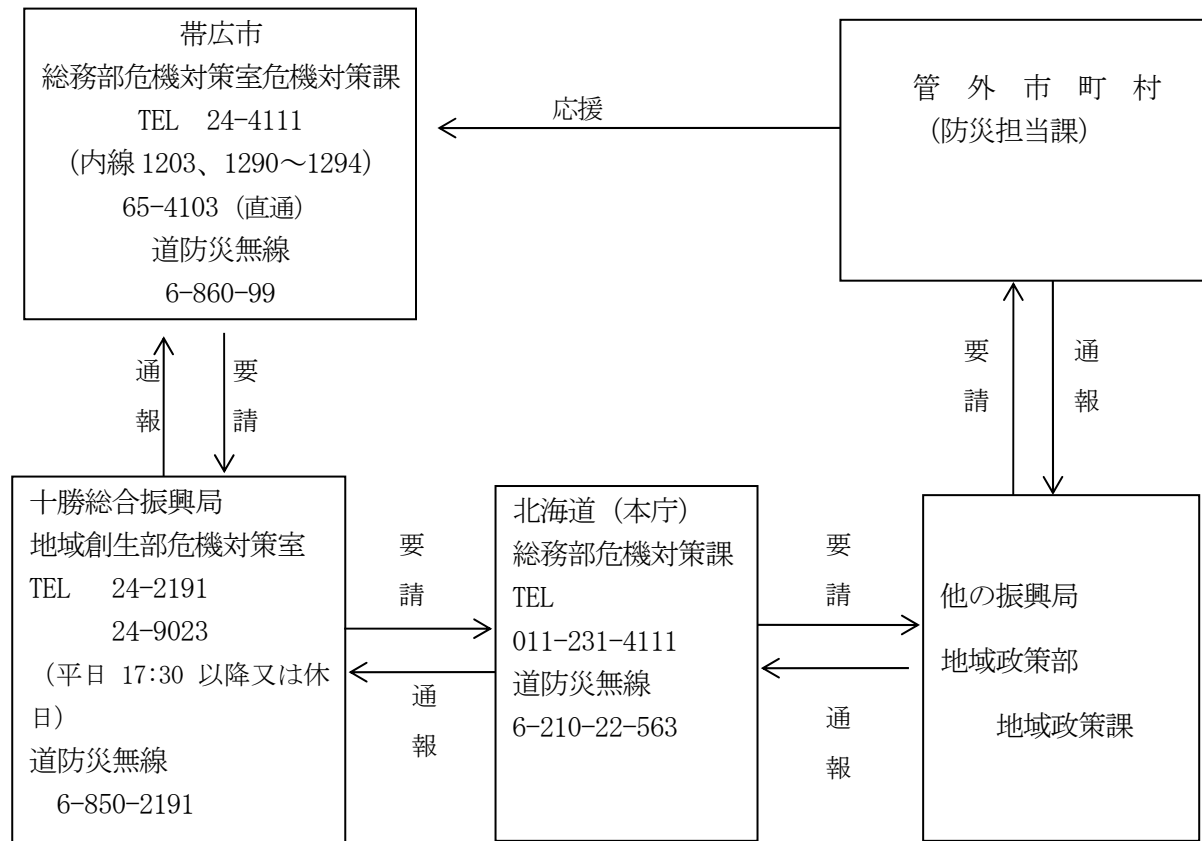 帯広市
総務部危機対策室危機対策課
TEL 24-4111
(内線 1203、1290～1294)
65-4103 (直通)
道防災無線
6-860-99
応援
管 外 市 町 村
(防災担当課)
通報
要請
要請
通報
十勝総合振興局
地域創生部危機対策室
TEL 24-2191
24-9023
(平日 17:30 以降又は休
日)
道防災無線
6-850-2191
要請
通報
北海道 (本庁)
総務部危機対策課
TEL
011-231-4111
道防災無線
6-210-22-563
要請
通報
他の振興局
地域政策部
地域政策課